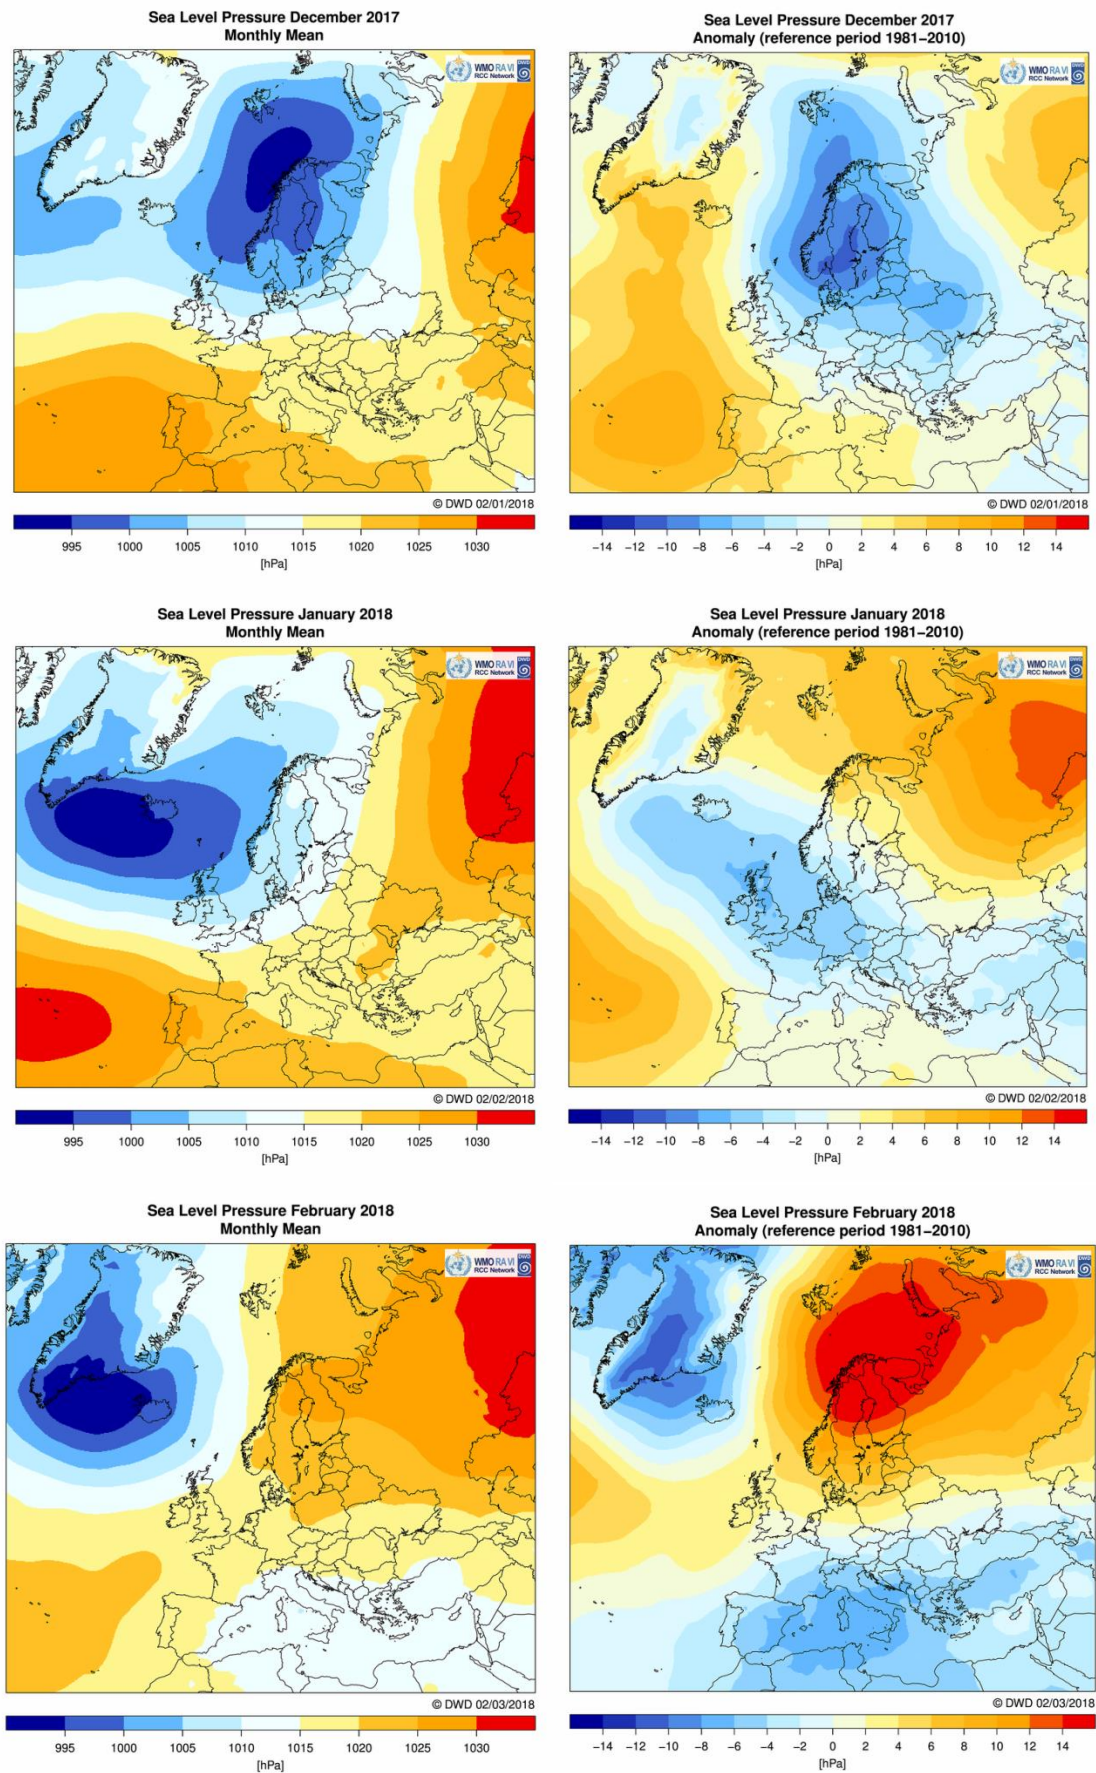 Sea Level Pressure December 2017
Monthly Mean
WMO RA VI
RCC Network
DWD
© DWD 02/01/2018
995 1000 1005 1010 1015 1020 1025 1030
[hPa]
Sea Level Pressure December 2017
Anomaly (reference period 1981−2010)
WMO RA VI
RCC Network
DWD
© DWD 02/01/2018
−14 −12 −10 −8 −6 −4 −2 0 2 4 6 8 10 12 14
[hPa]
Sea Level Pressure January 2018
Monthly Mean
WMO RA VI
RCC Network
DWD
© DWD 02/02/2018
995 1000 1005 1010 1015 1020 1025 1030
[hPa]
Sea Level Pressure January 2018
Anomaly (reference period 1981−2010)
WMO RA VI
RCC Network
DWD
© DWD 02/02/2018
−14 −12 −10 −8 −6 −4 −2 0 2 4 6 8 10 12 14
[hPa]
Sea Level Pressure February 2018
Monthly Mean
WMO RA VI
RCC Network
DWD
© DWD 02/03/2018
995 1000 1005 1010 1015 1020 1025 1030
[hPa]
Sea Level Pressure February 2018
Anomaly (reference period 1981−2010)
WMO RA VI
RCC Network
DWD
© DWD 02/03/2018
−14 −12 −10 −8 −6 −4 −2 0 2 4 6 8 10 12 14
[hPa]